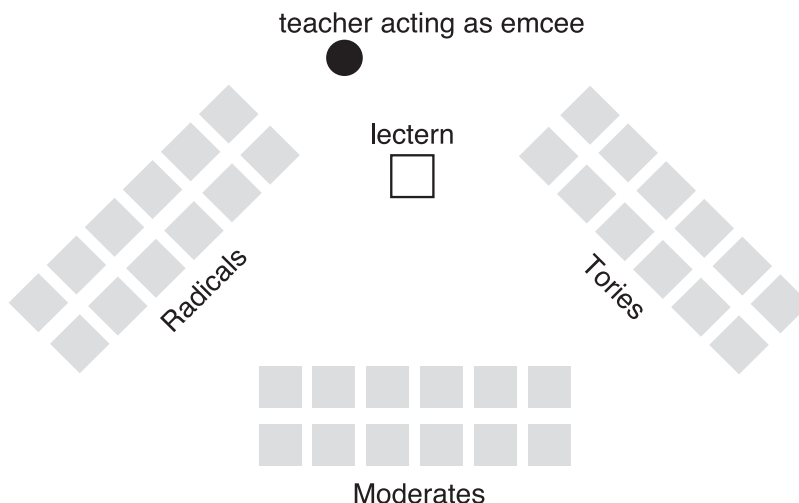 teacher acting as emcee
lectern
Radicals
Tories
Moderates